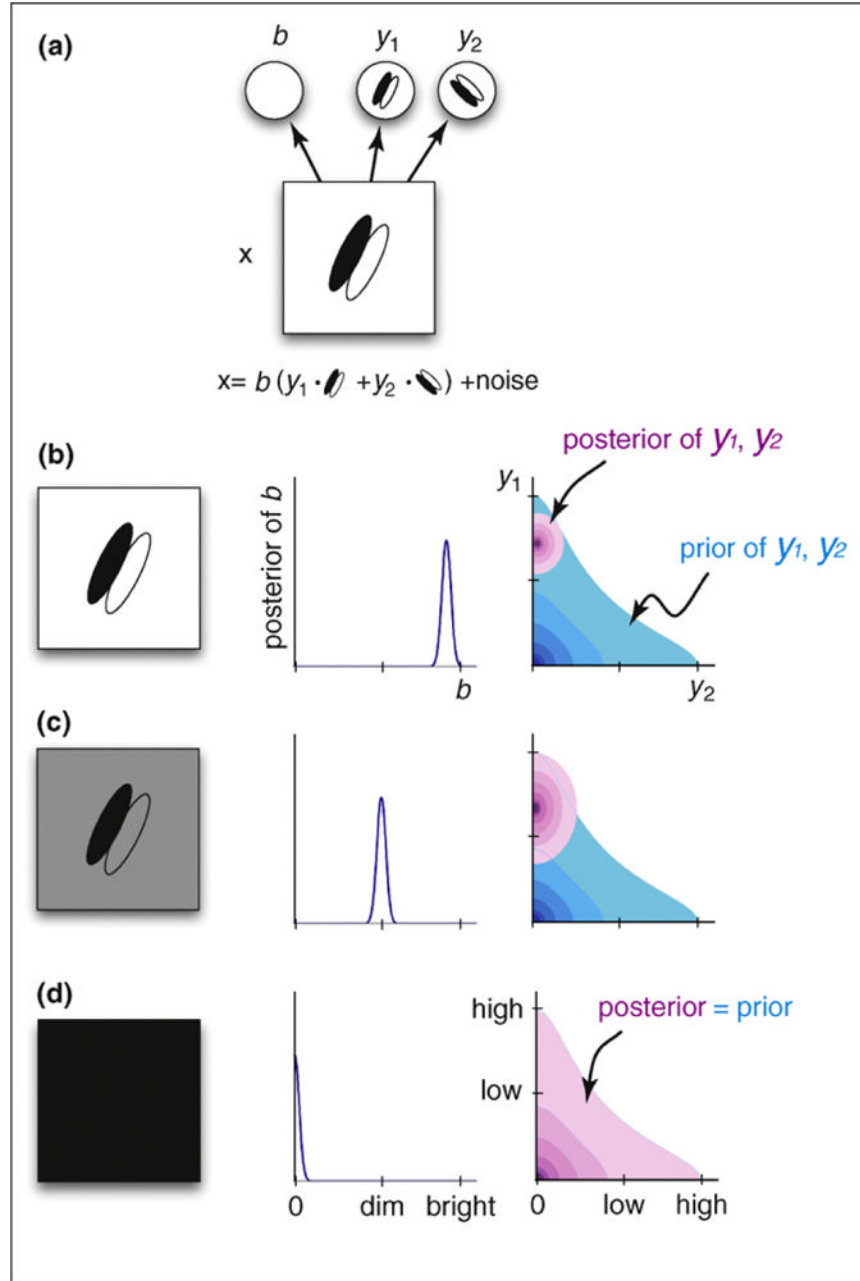 (a)
b y₁ y₂
x
x= b (y₁ · + y₂ · ) +noise
(b)
posterior of b
b
posterior of y₁, y₂
y₁
prior of y₁, y₂
y₂
(c)
(d)
0 dim bright
high
low
posterior = prior
0 low high